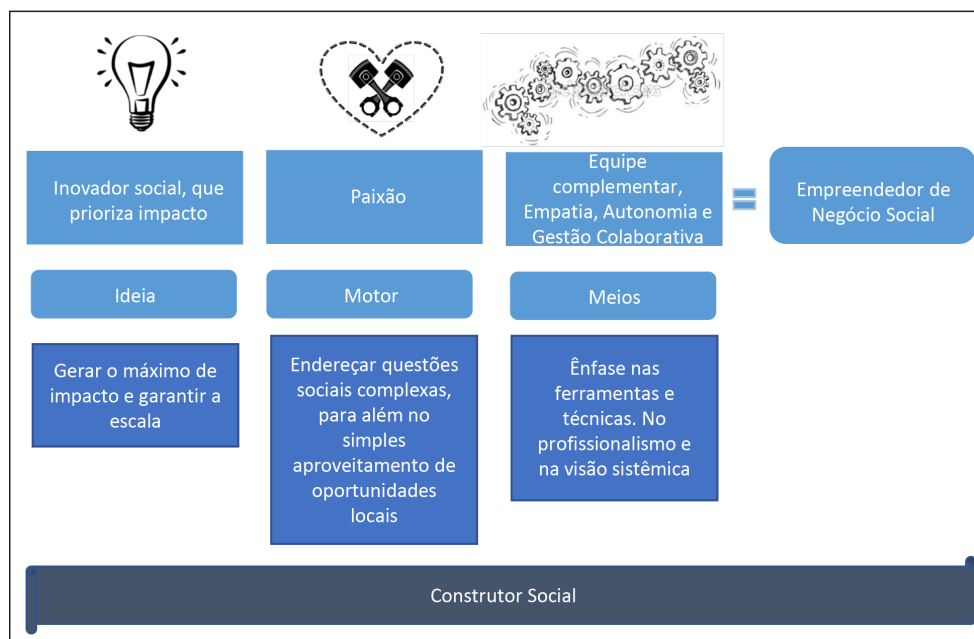 Inovador social, que
prioriza impacto
Paixão
Equipe
complementar,
Empatia, Autonomia e
Gestão Colaborativa
Empreendedor de
Negócio Social
Ideia
Motor
Meios
Gerar o máximo de
impacto e garantir a
escala
Endereçar questões
sociais complexas,
para além no
simples
aproveitamento de
oportunidades
locais
Ênfase nas
ferramentas e
técnicas. No
profissionalismo e
na visão sistêmica
Construtor Social